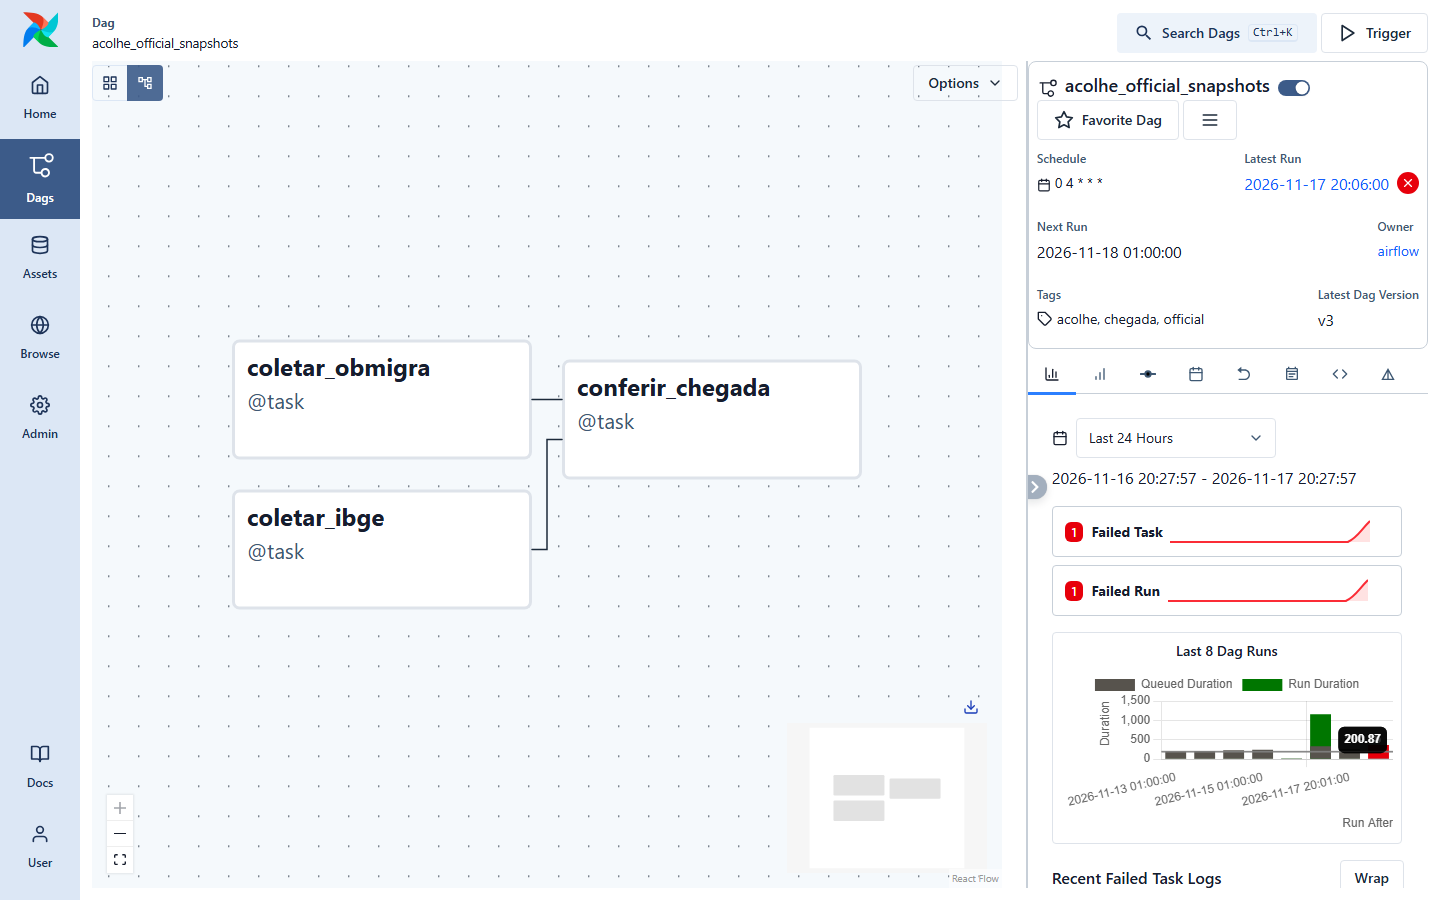 Dag
acolhe_official_snapshots
Search Dags
Ctrl+K
Trigger
Home
Dags
Assets
Browse
Admin
Docs
User
Options
coletar_obmigra
@task
conferir_chegada
@task
coletar_ibge
@task
React Flow
acolhe_official_snapshots
Favorite Dag
Schedule
Latest Run
0 4 * * *
2026-11-17 20:06:00
Next Run
Owner
2026-11-18 01:00:00
airflow
Tags
Latest Dag Version
acolhe, chegada, official
v3
Last 24 Hours
2026-11-16 20:27:57 - 2026-11-17 20:27:57
1 Failed Task
1 Failed Run
Last 8 Dag Runs
Queued Duration
Run Duration
Duration
1,500
1,000
500
0
200.87
2026-11-13 01:00:00
2026-11-15 01:00:00
2026-11-17 20:01:00
Run After
Recent Failed Task Logs
Wrap